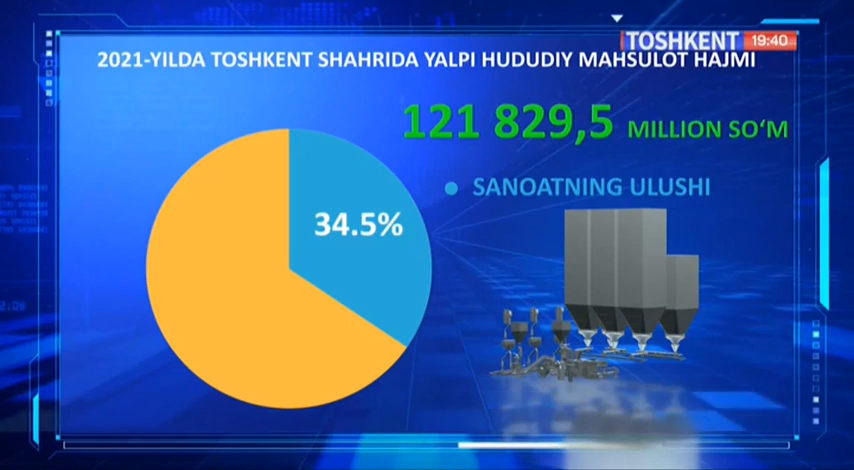 TOSHKENT 19:40
2021-YILDA TOSHKENT SHAHRIDA YALPI HUDUDIY MAHSULOT HAJMI
121 829,5 MILLION SO‘M
SANOATNING ULUSHI
34.5%